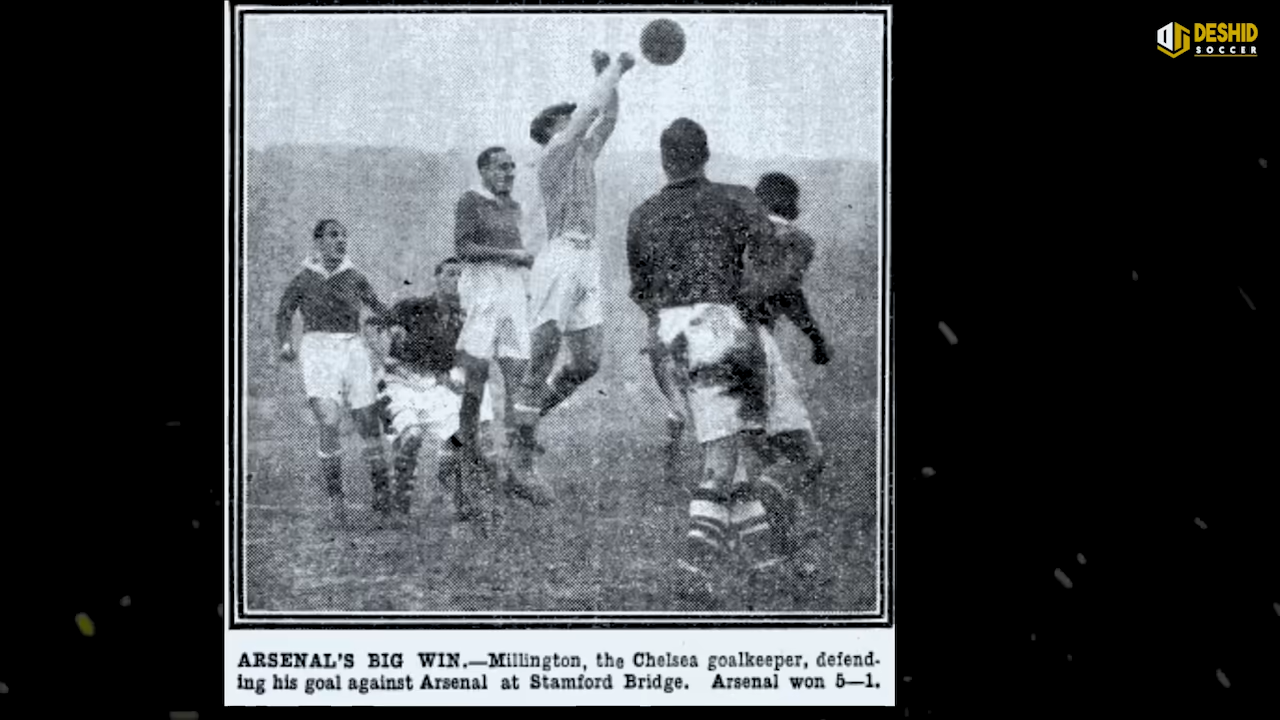 DESHID
SOCCER
ARSENAL'S BIG WIN.—Millington, the Chelsea goalkeeper, defend-
ing his goal against Arsenal at Stamford Bridge. Arsenal won 5—1.